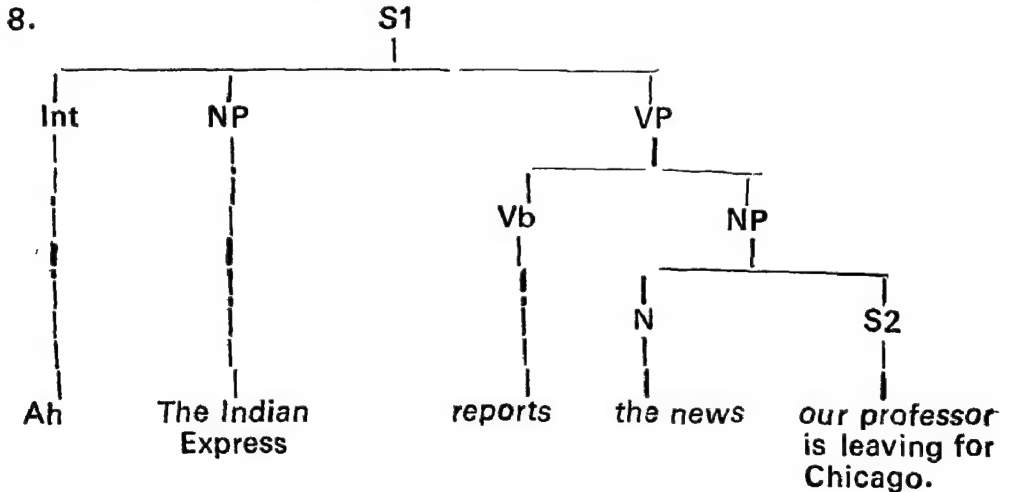 8.
S1
Int NP VP
Vb NP
N S2
Ah The Indian reports the news our professor
Express is leaving for
Chicago.